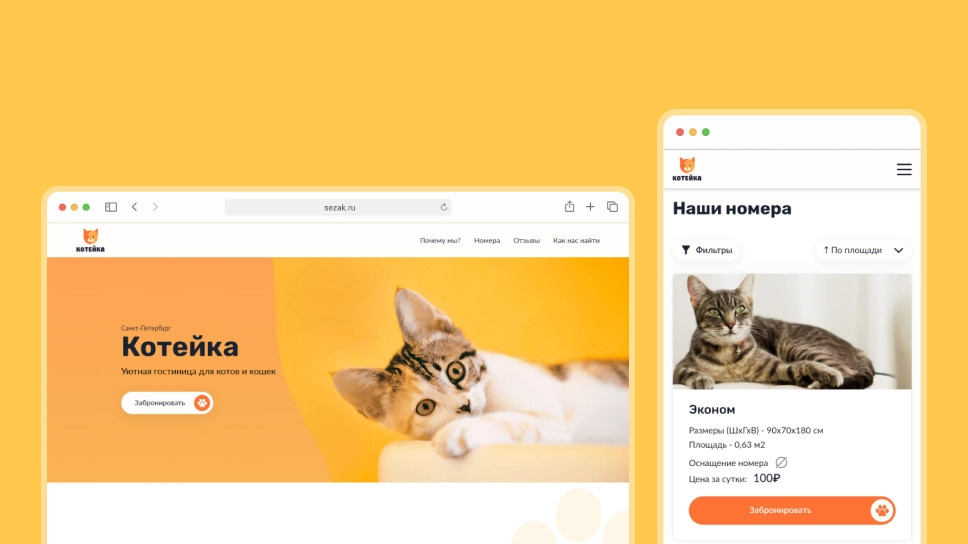 sezak.ru
КОТЕЙКА
Почему мы? Номера Отзывы Как нас найти
Санкт-Петербург
Котейка
Уютная гостиница для котов и кошек
Забронировать
КОТЕЙКА
Наши номера
Фильтры
↑ По площади
Эконом
Размеры (ШхГхВ) - 90х70х180 см
Площадь - 0,63 м2
Оснащение номера
Цена за сутки: 100₽
Забронировать